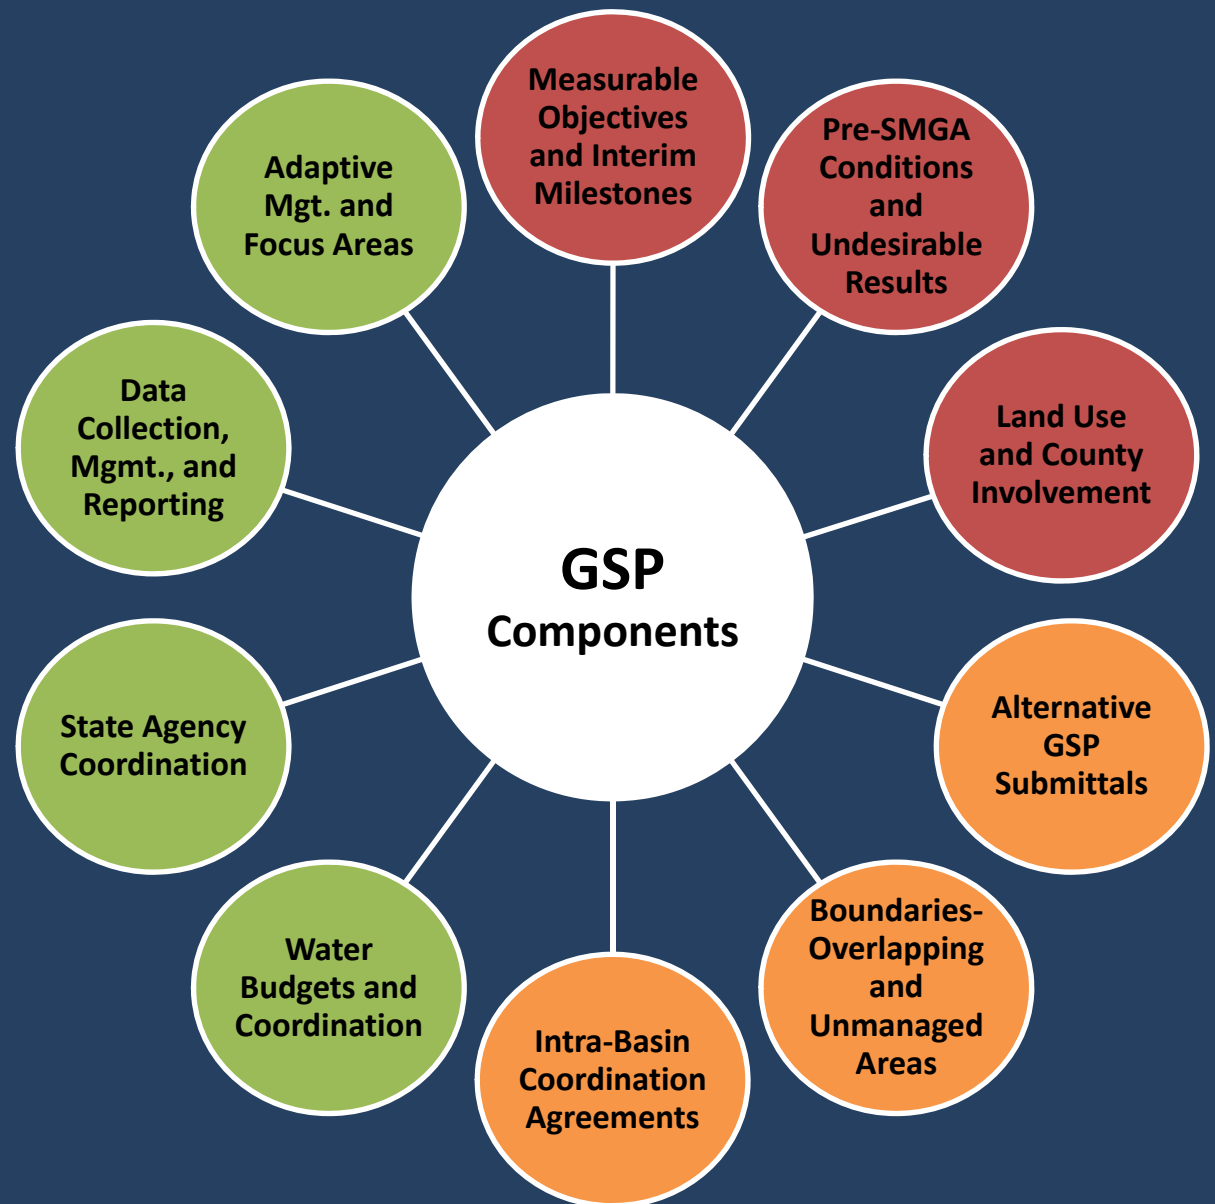 Measurable
Objectives
and Interim
Milestones
Pre-SMGA
Conditions
and
Undesirable
Results
Land Use
and County
Involvement
Alternative
GSP
Submittals
Boundaries-
Overlapping
and
Unmanaged
Areas
Intra-Basin
Coordination
Agreements
Water
Budgets and
Coordination
State Agency
Coordination
Data
Collection,
Mgmt., and
Reporting
Adaptive
Mgt. and
Focus Areas
GSP
Components